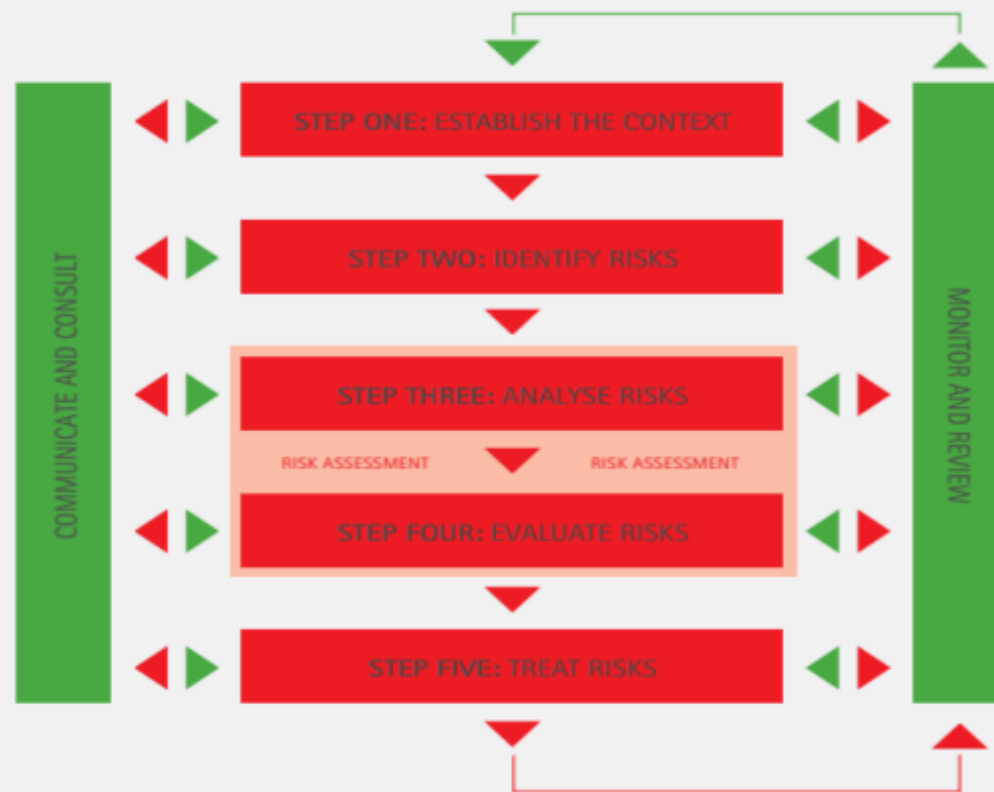 STEP ONE: ESTABLISH THE CONTEXT
STEP TWO: IDENTIFY RISKS
COMMUNICATE AND CONSULT
MONITOR AND REVIEW
STEP THREE: ANALYSE RISKS
RISK ASSESSMENT RISK ASSESSMENT
STEP FOUR: EVALUATE RISKS
STEP FIVE: TREAT RISKS